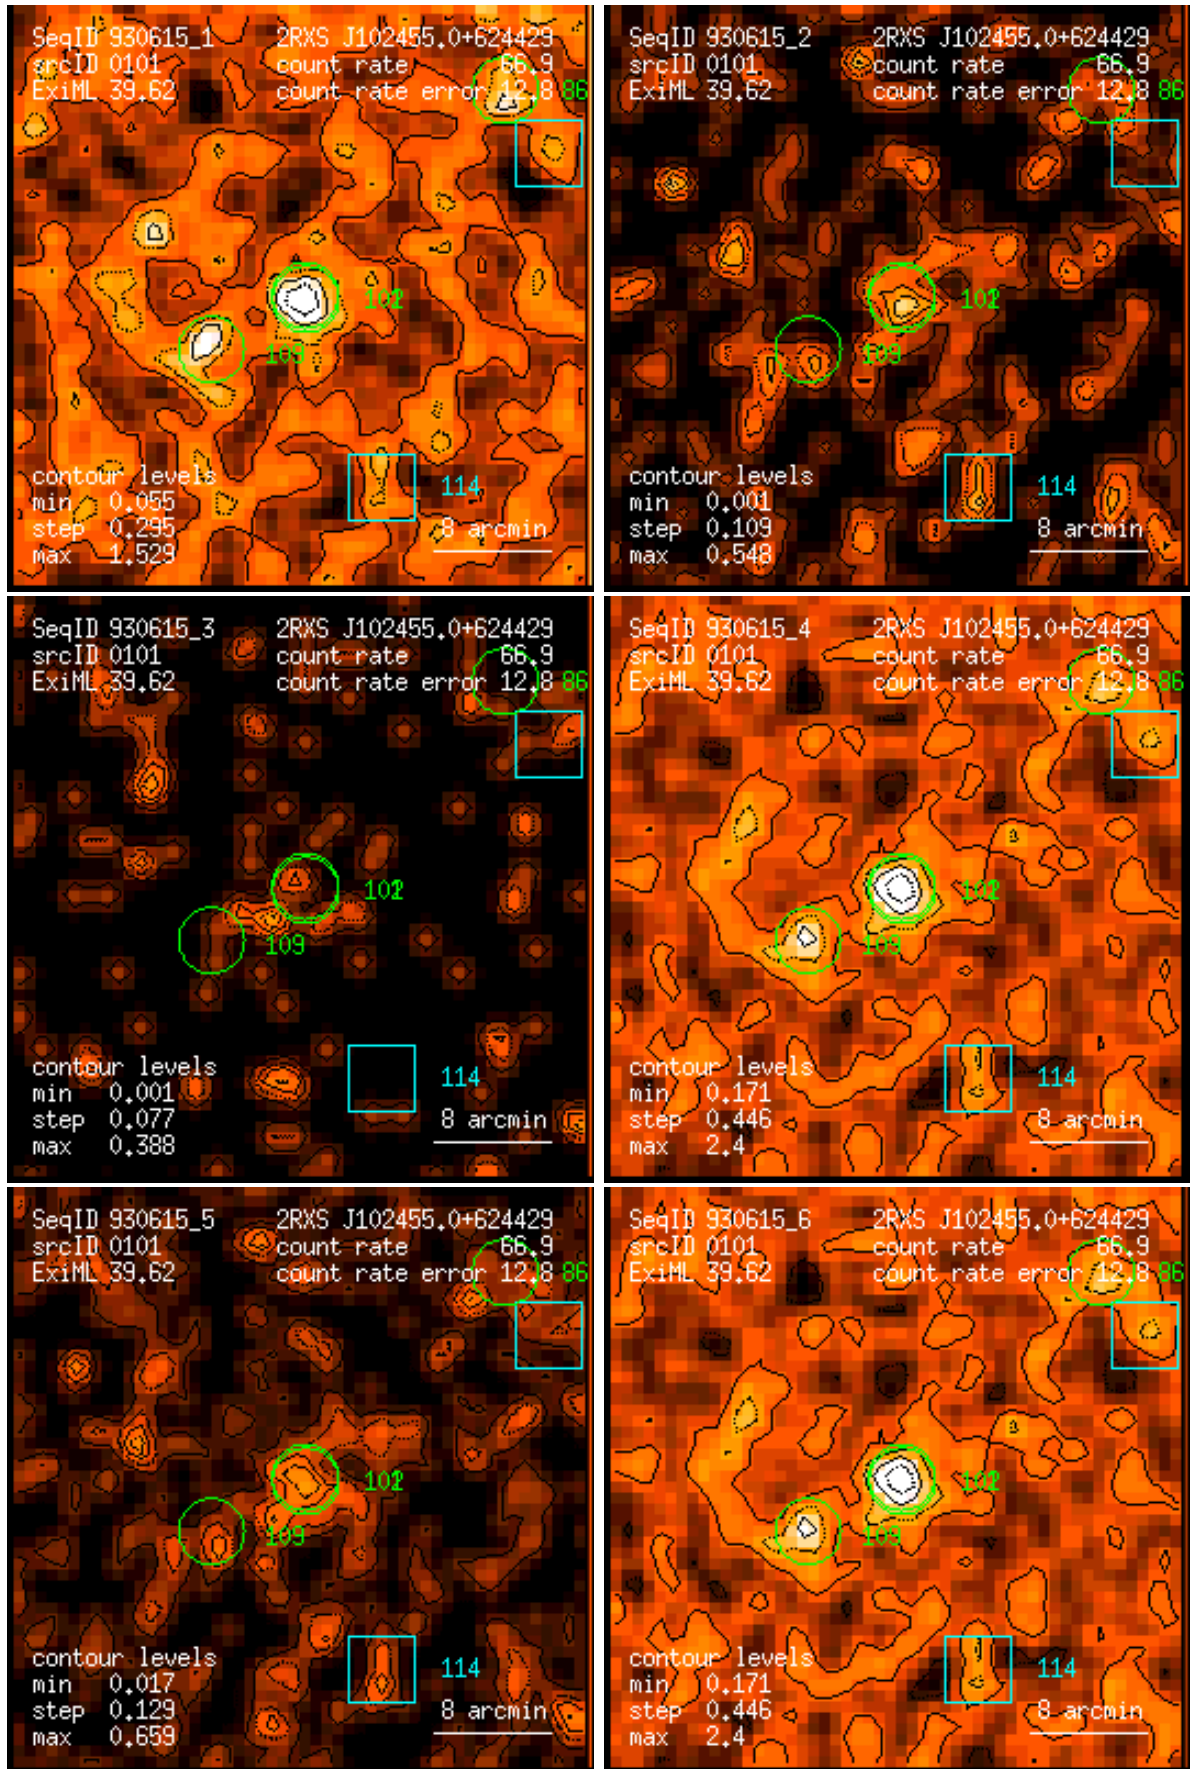 SeqID 930615_1 2RXS J102455.0+624429
srcID 0101 count rate 66.9
ExiML 39.62 count rate error 12.8 86
102
109
contour levels
min 0.055 114
step 0.295 8 arcmin
max 1.529
SeqID 930615_2 2RXS J102455.0+624429
srcID 0101 count rate 66.9
ExiML 39.62 count rate error 12.8 86
102
109
contour levels
min 0.001 114
step 0.109 8 arcmin
max 0.548
SeqID 930615_3 2RXS J102455.0+624429
srcID 0101 count rate 66.9
ExiML 39.62 count rate error 12.8 86
102
109
contour levels
min 0.001 114
step 0.077 8 arcmin
max 0.388
SeqID 930615_4 2RXS J102455.0+624429
srcID 0101 count rate 66.9
ExiML 39.62 count rate error 12.8 86
102
109
contour levels
min 0.171 114
step 0.446 8 arcmin
max 2.4
SeqID 930615_5 2RXS J102455.0+624429
srcID 0101 count rate 66.9
ExiML 39.62 count rate error 12.8 86
102
109
contour levels
min 0.017 114
step 0.129 8 arcmin
max 0.659
SeqID 930615_6 2RXS J102455.0+624429
srcID 0101 count rate 66.9
ExiML 39.62 count rate error 12.8 86
102
109
contour levels
min 0.171 114
step 0.446 8 arcmin
max 2.4